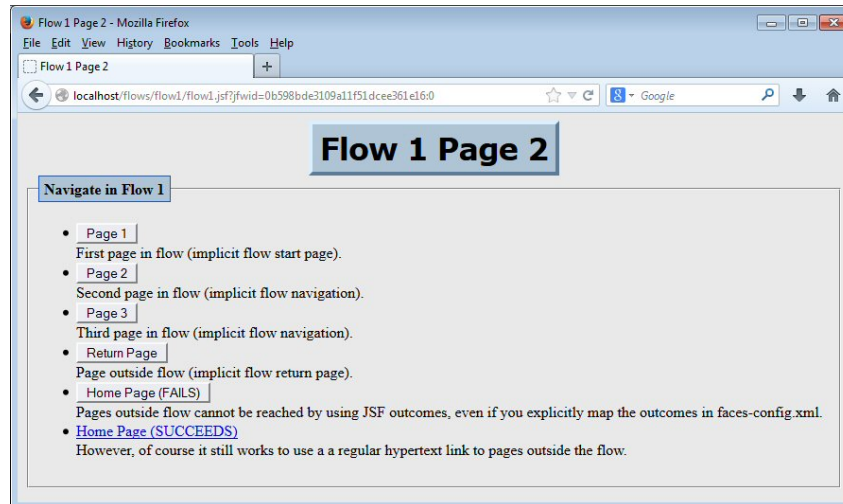 Flow 1 Page 2 - Mozilla Firefox
File Edit View History Bookmarks Tools Help
Flow 1 Page 2 +
localhost/flows/flow1/flow1.jsf?jfwid=0b598bde3109a11f51dcee361e16:0 8 Google
Flow 1 Page 2
Navigate in Flow 1
• Page 1
First page in flow (implicit flow start page).
• Page 2
Second page in flow (implicit flow navigation).
• Page 3
Third page in flow (implicit flow navigation).
• Return Page
Page outside flow (implicit flow return page).
• Home Page (FAILS)
Pages outside flow cannot be reached by using JSF outcomes, even if you explicitly map the outcomes in faces-config.xml.
• Home Page (SUCCEEDS)
However, of course it still works to use a a regular hypertext link to pages outside the flow.